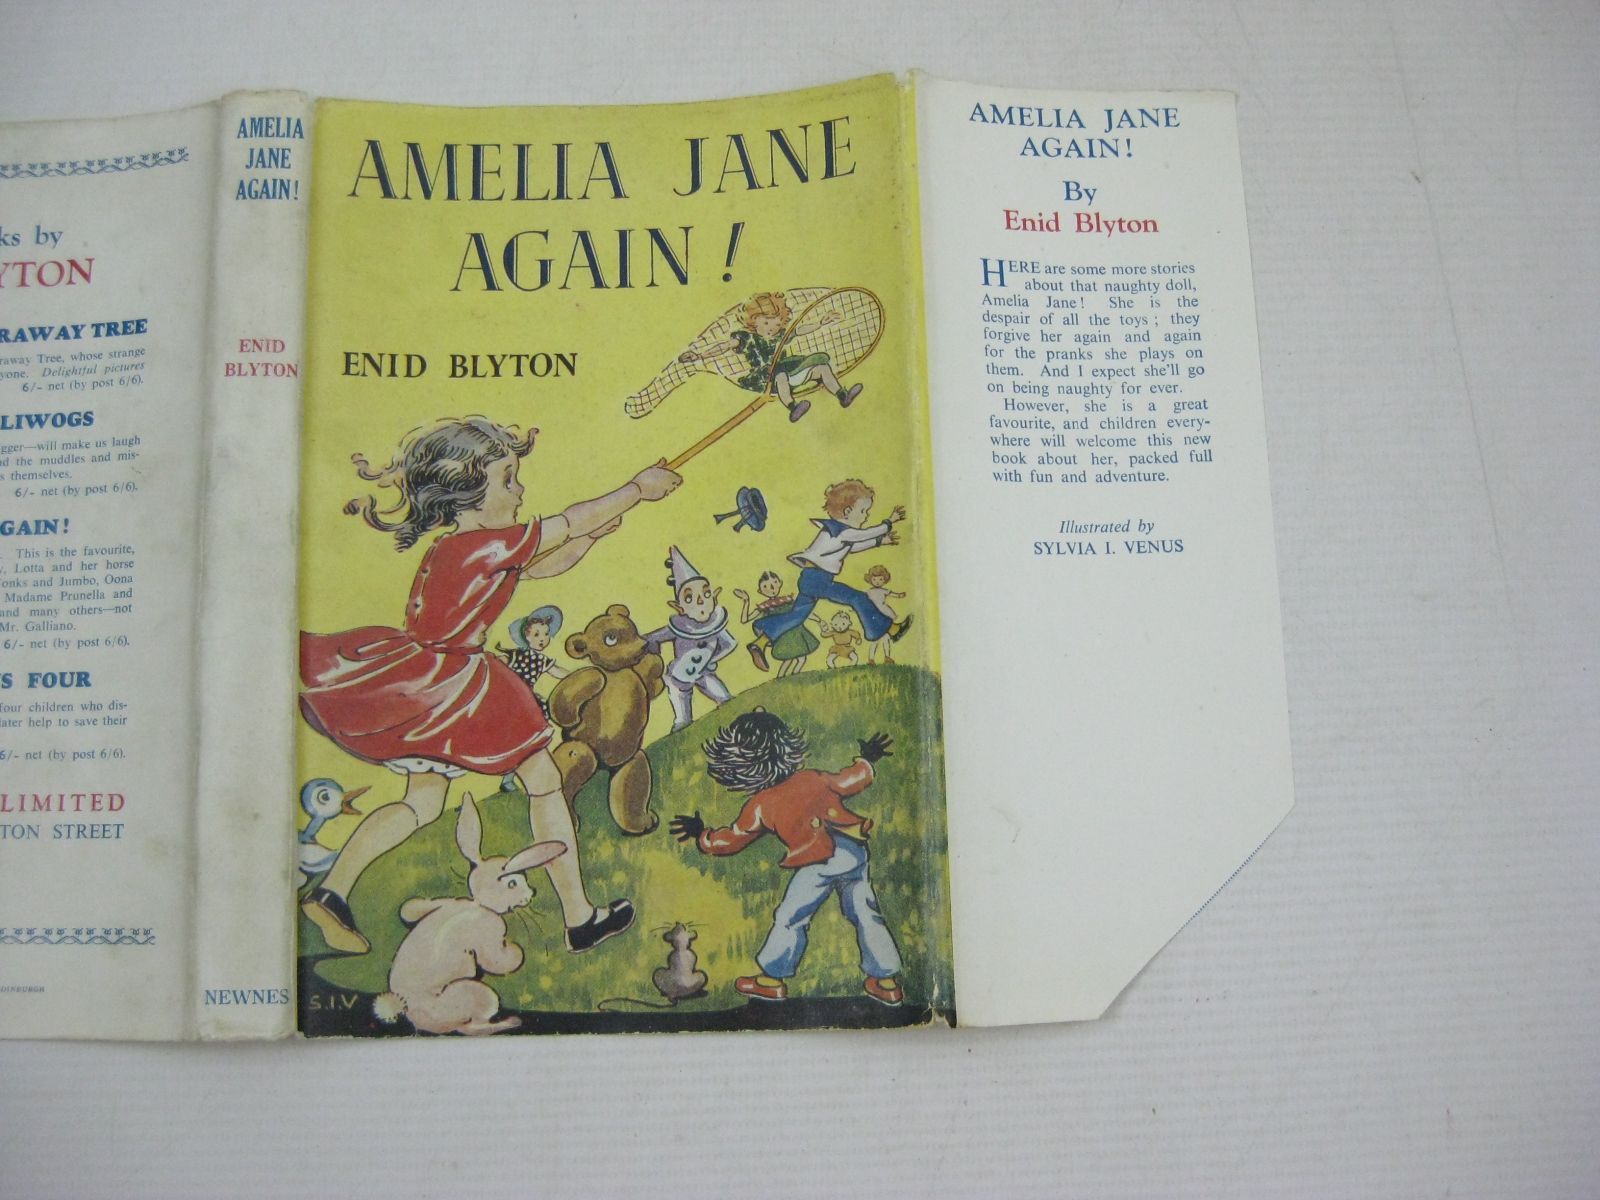 ks by
YTON
RAWAY TREE
raway Tree, whose strange
yone. Delightful pictures
6/- net (by post 6/6).
LIWOGS
gger—will make us laugh
nd the muddles and mis-
s themselves.
6/- net (by post 6/6).
GAIN!
. This is the favourite,
y, Lotta and her horse
onks and Jumbo, Oona
Madame Prunella and
and many others—not
Mr. Galliano.
6/- net (by post 6/6).
S FOUR
four children who dis-
later help to save their
6/- net (by post 6/6).
LIMITED
TON STREET
DINBURGH
AMELIA
JANE
AGAIN!
ENID
BLYTON
NEWNES
AMELIA JANE
AGAIN!
ENID BLYTON
S.I.V
AMELIA JANE
AGAIN!
By
Enid Blyton
HERE are some more stories
about that naughty doll,
Amelia Jane! She is the
despair of all the toys; they
forgive her again and again
for the pranks she plays on
them. And I expect she'll go
on being naughty for ever.
However, she is a great
favourite, and children every-
where will welcome this new
book about her, packed full
with fun and adventure.
Illustrated by
SYLVIA I. VENUS